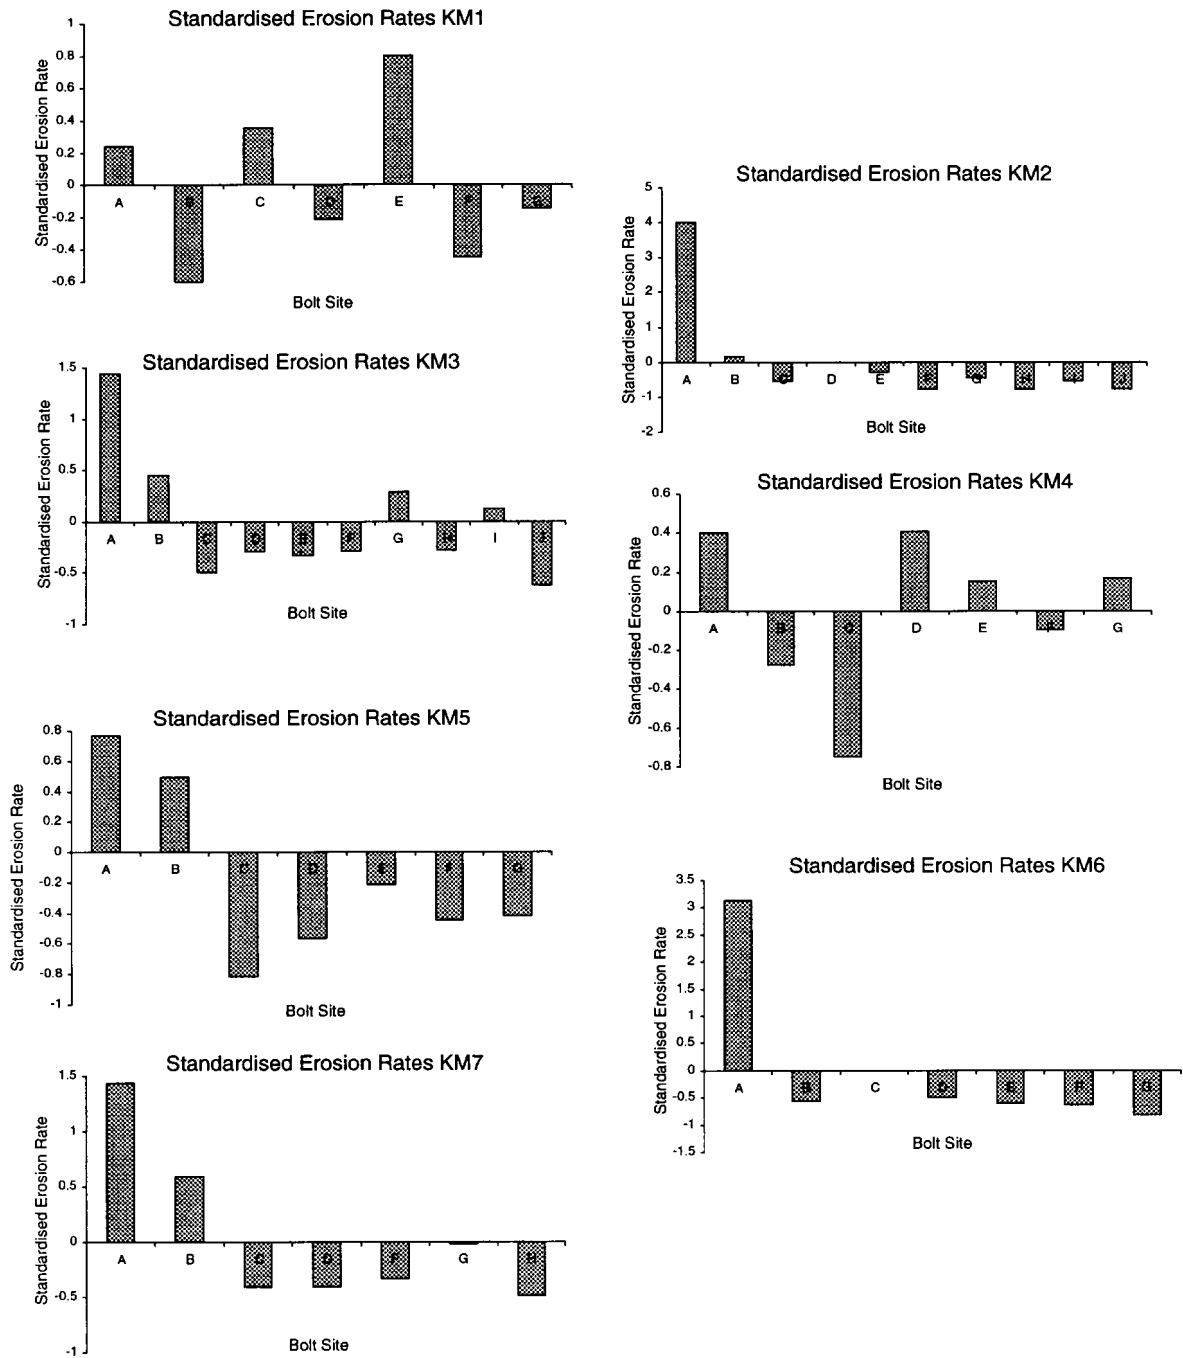 Standardised Erosion Rates KM1
Standardised Erosion Rate
1
0.8
0.6
0.4
0.2
0
-0.2
-0.4
-0.6
A B C D E F G
Bolt Site
Standardised Erosion Rates KM2
Standardised Erosion Rate
5
4
3
2
1
0
-1
-2
A B C D E F G H I J
Bolt Site
Standardised Erosion Rates KM3
Standardised Erosion Rate
1.5
1
0.5
0
-0.5
-1
A B C D E F G H I J
Bolt Site
Standardised Erosion Rates KM4
Standardised Erosion Rate
0.6
0.4
0.2
0
-0.2
-0.4
-0.6
-0.8
A B C D E F G
Bolt Site
Standardised Erosion Rates KM5
Standardised Erosion Rate
0.8
0.6
0.4
0.2
0
-0.2
-0.4
-0.6
-0.8
-1
A B C D E F G
Bolt Site
Standardised Erosion Rates KM6
Standardised Erosion Rate
3.5
3
2.5
2
1.5
1
0.5
0
-0.5
-1
-1.5
A B C D E F G
Bolt Site
Standardised Erosion Rates KM7
Standardised Erosion Rate
1.5
1
0.5
0
-0.5
-1
A B C D F G H
Bolt Site